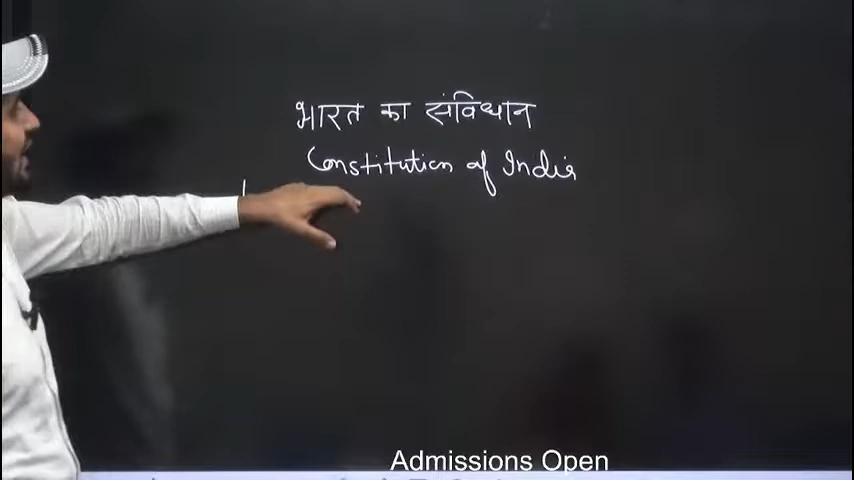 भारत का संविधान
Constitution of India
Admissions Open